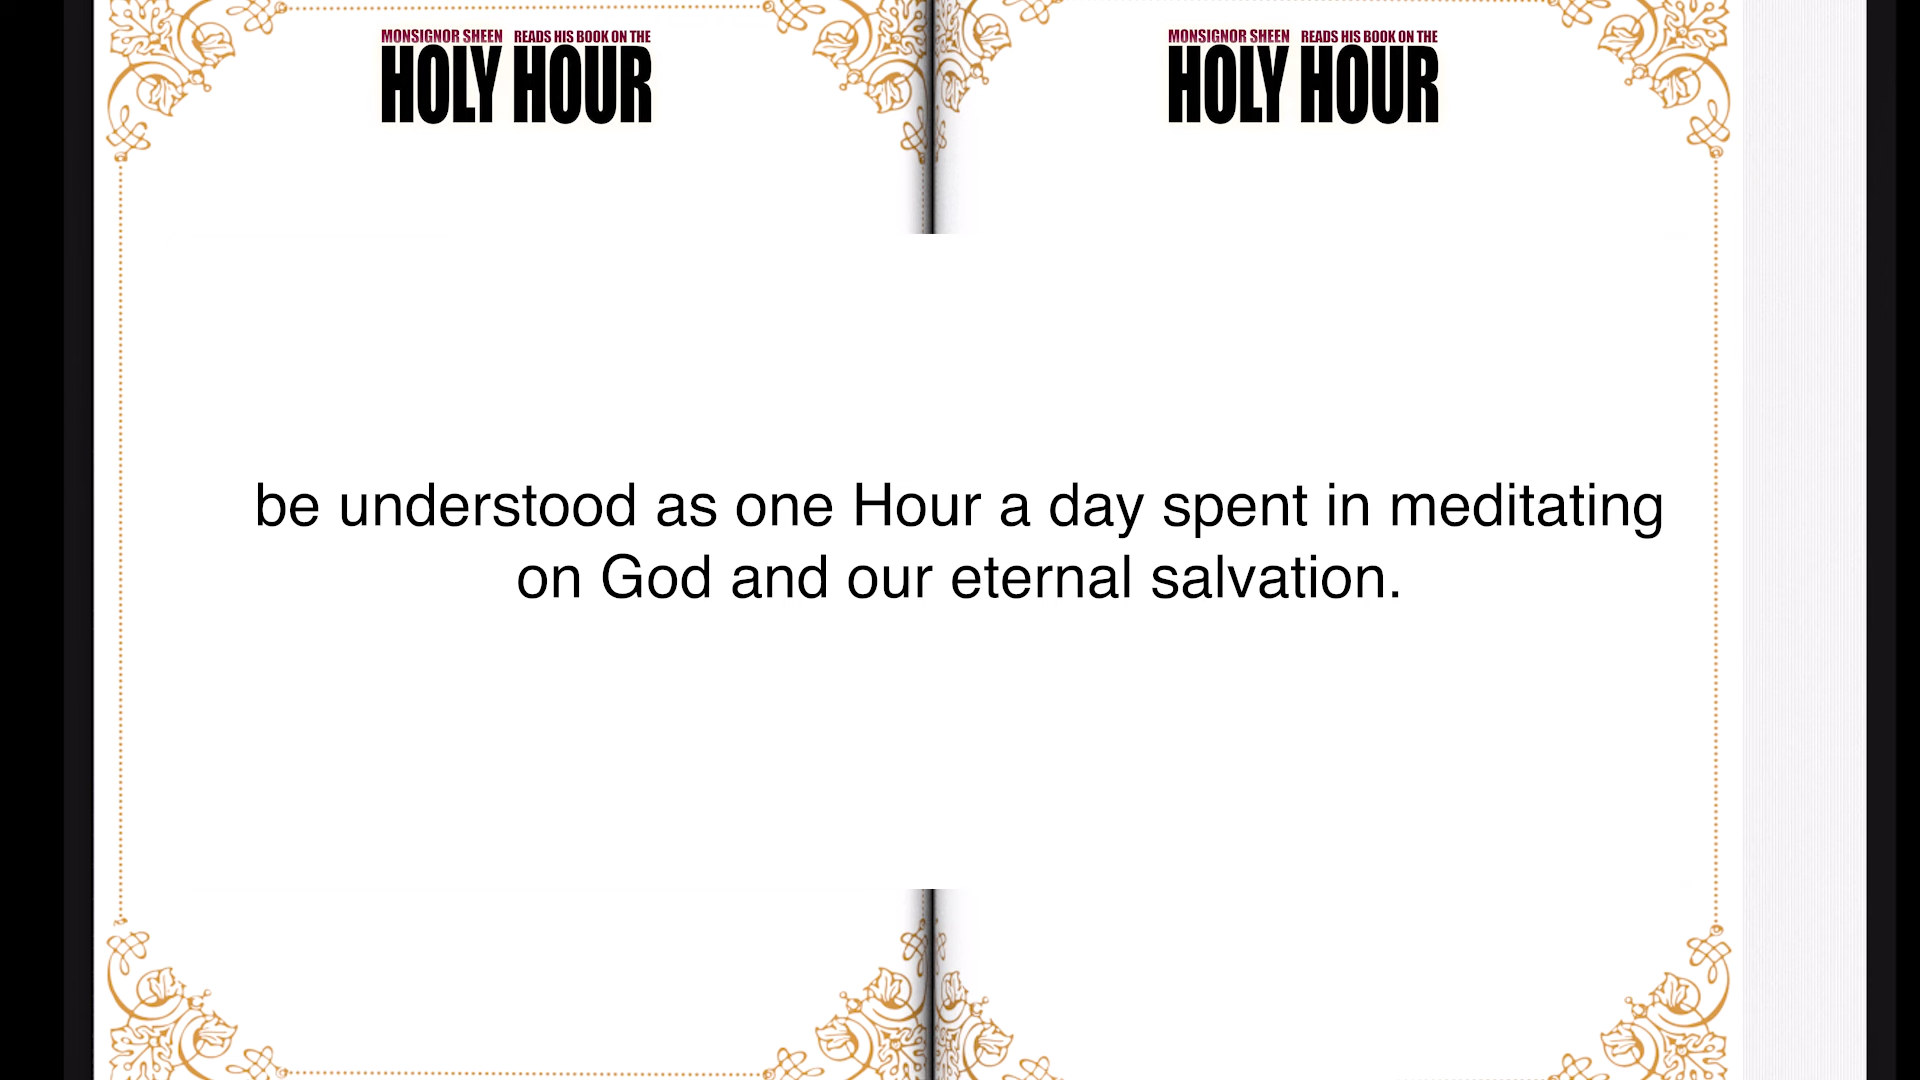 MONSIGNOR SHEEN READS HIS BOOK ON THE
HOLY HOUR
MONSIGNOR SHEEN READS HIS BOOK ON THE
HOLY HOUR
be understood as one Hour a day spent in meditating
on God and our eternal salvation.